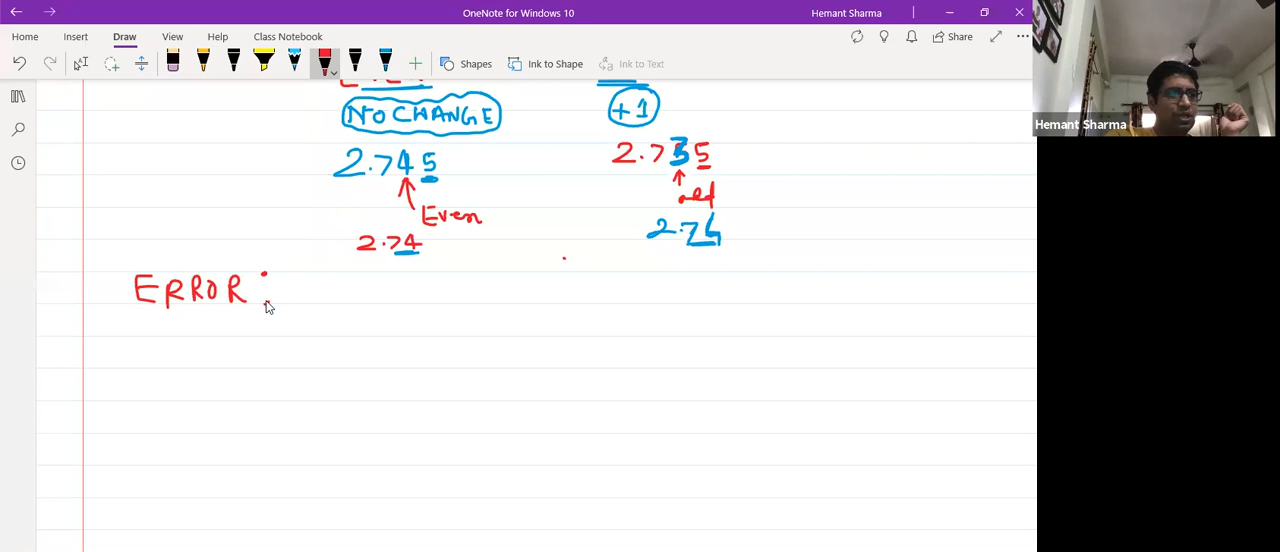 OneNote for Windows 10
Hemant Sharma
Home Insert Draw View Help Class Notebook
Share
Shapes Ink to Shape Ink to Text
Hemant Sharma
NO CHANGE +1
2.745 2.735
Even odd
2.74 2.74
ERROR :